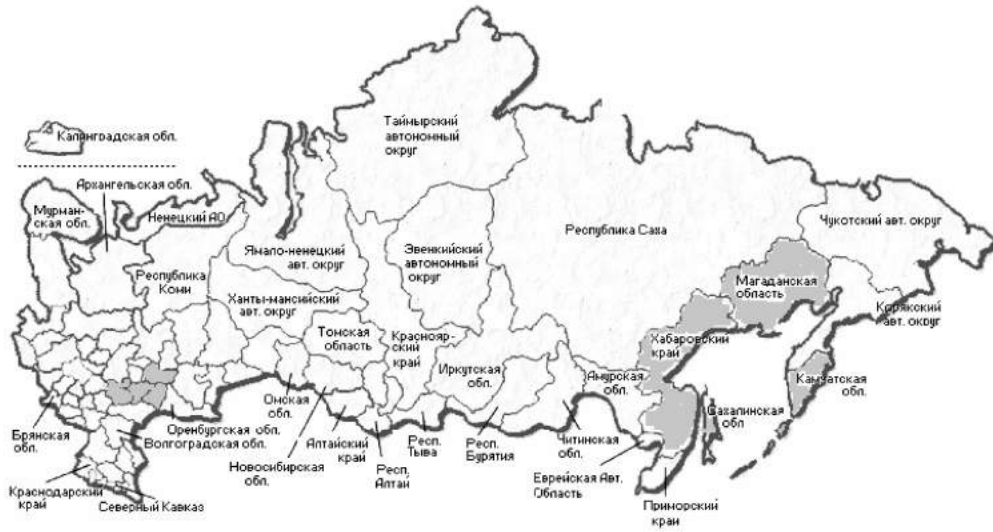 Таймырский
автономный
округ
Калинградская обл.
Архангельская обл.
Мурман-
ская обл.
Ненецкий АО
Чукотский авт. округ
Республика Саха
Ямало-ненецкий
авт. округ
Эвенкийский
автономный
округ
Республика
Коми
Магаданская
область
Ханты-мансийский
авт. округ
Корякский
авт. округ
Томская
область
Краснояр-
ский
край
Хабаровский
край
Иркутская
обл.
Амурская
обл.
Камчатская
обл.
Омская
обл.
Сахалинская
обл
Брянская
обл.
Оренбургская обл.
Волгоградская обл.
Алтайский
край
Респ.
Тыва
Респ.
Бурятия
Читинская
обл.
Новосибирская
обл.
Респ.
Алтай
Еврейская Авт.
Область
Краснодарский
край
Северный Кавказ
Приморский
край